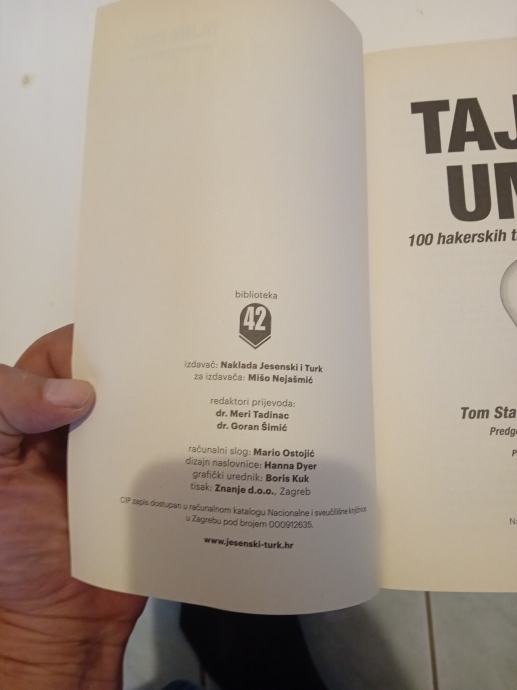 biblioteka
42
izdavač: Naklada Jesenski i Turk
za izdavača: Mišo Nejašmić
redaktori prijevoda:
dr. Meri Tadinac
dr. Goran Šimić
računalni slog: Mario Ostojić
dizajn naslovnice: Hanna Dyer
grafički urednik: Boris Kuk
tisak: Znanje d.o.o., Zagreb
CIP zapis dostupan u računalnom katalogu Nacionalne i sveučilišne knjižnice
u Zagrebu pod brojem 000912635.
www.jesenski-turk.hr
TAJ
UM
100 hakerskih t
Tom Sta
Predgo